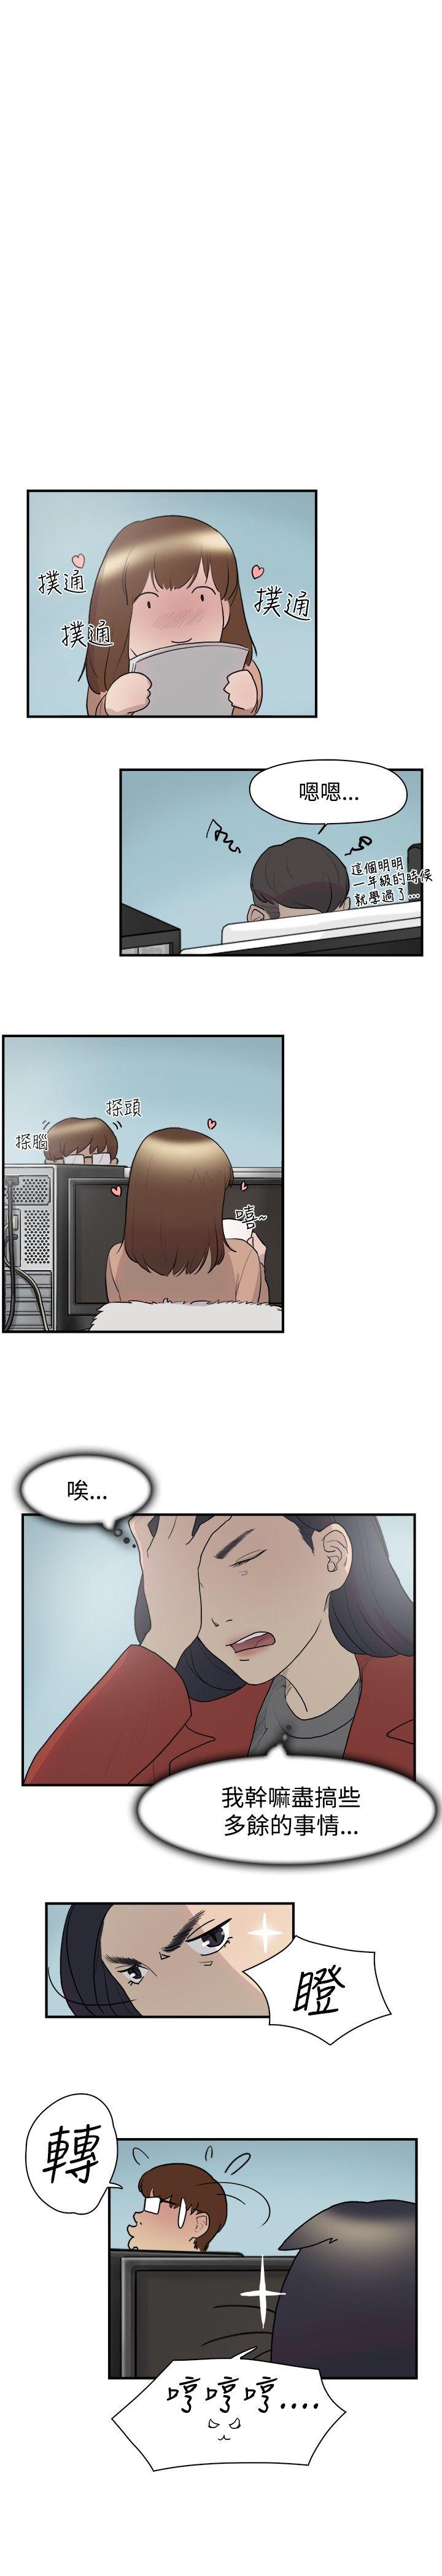 撲通
撲通
撲通
嗯嗯...
這個明明
一年級的時候
就學過了...
探頭
探腦
嘻~
唉...
我幹嘛盡搞些
多餘的事情...
瞪
轉
哼哼哼....